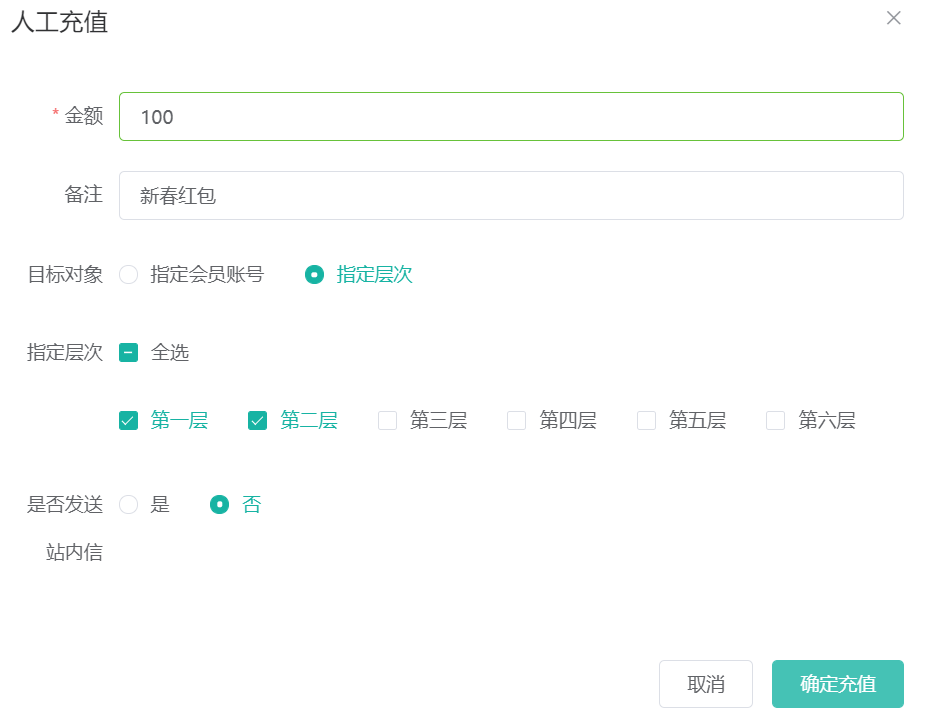 人工充值
* 金额 100
备注 新春红包
目标对象 指定会员账号 指定层次
指定层次 全选
第一层 第二层 第三层 第四层 第五层 第六层
是否发送 是 否
站内信
取消 确定充值